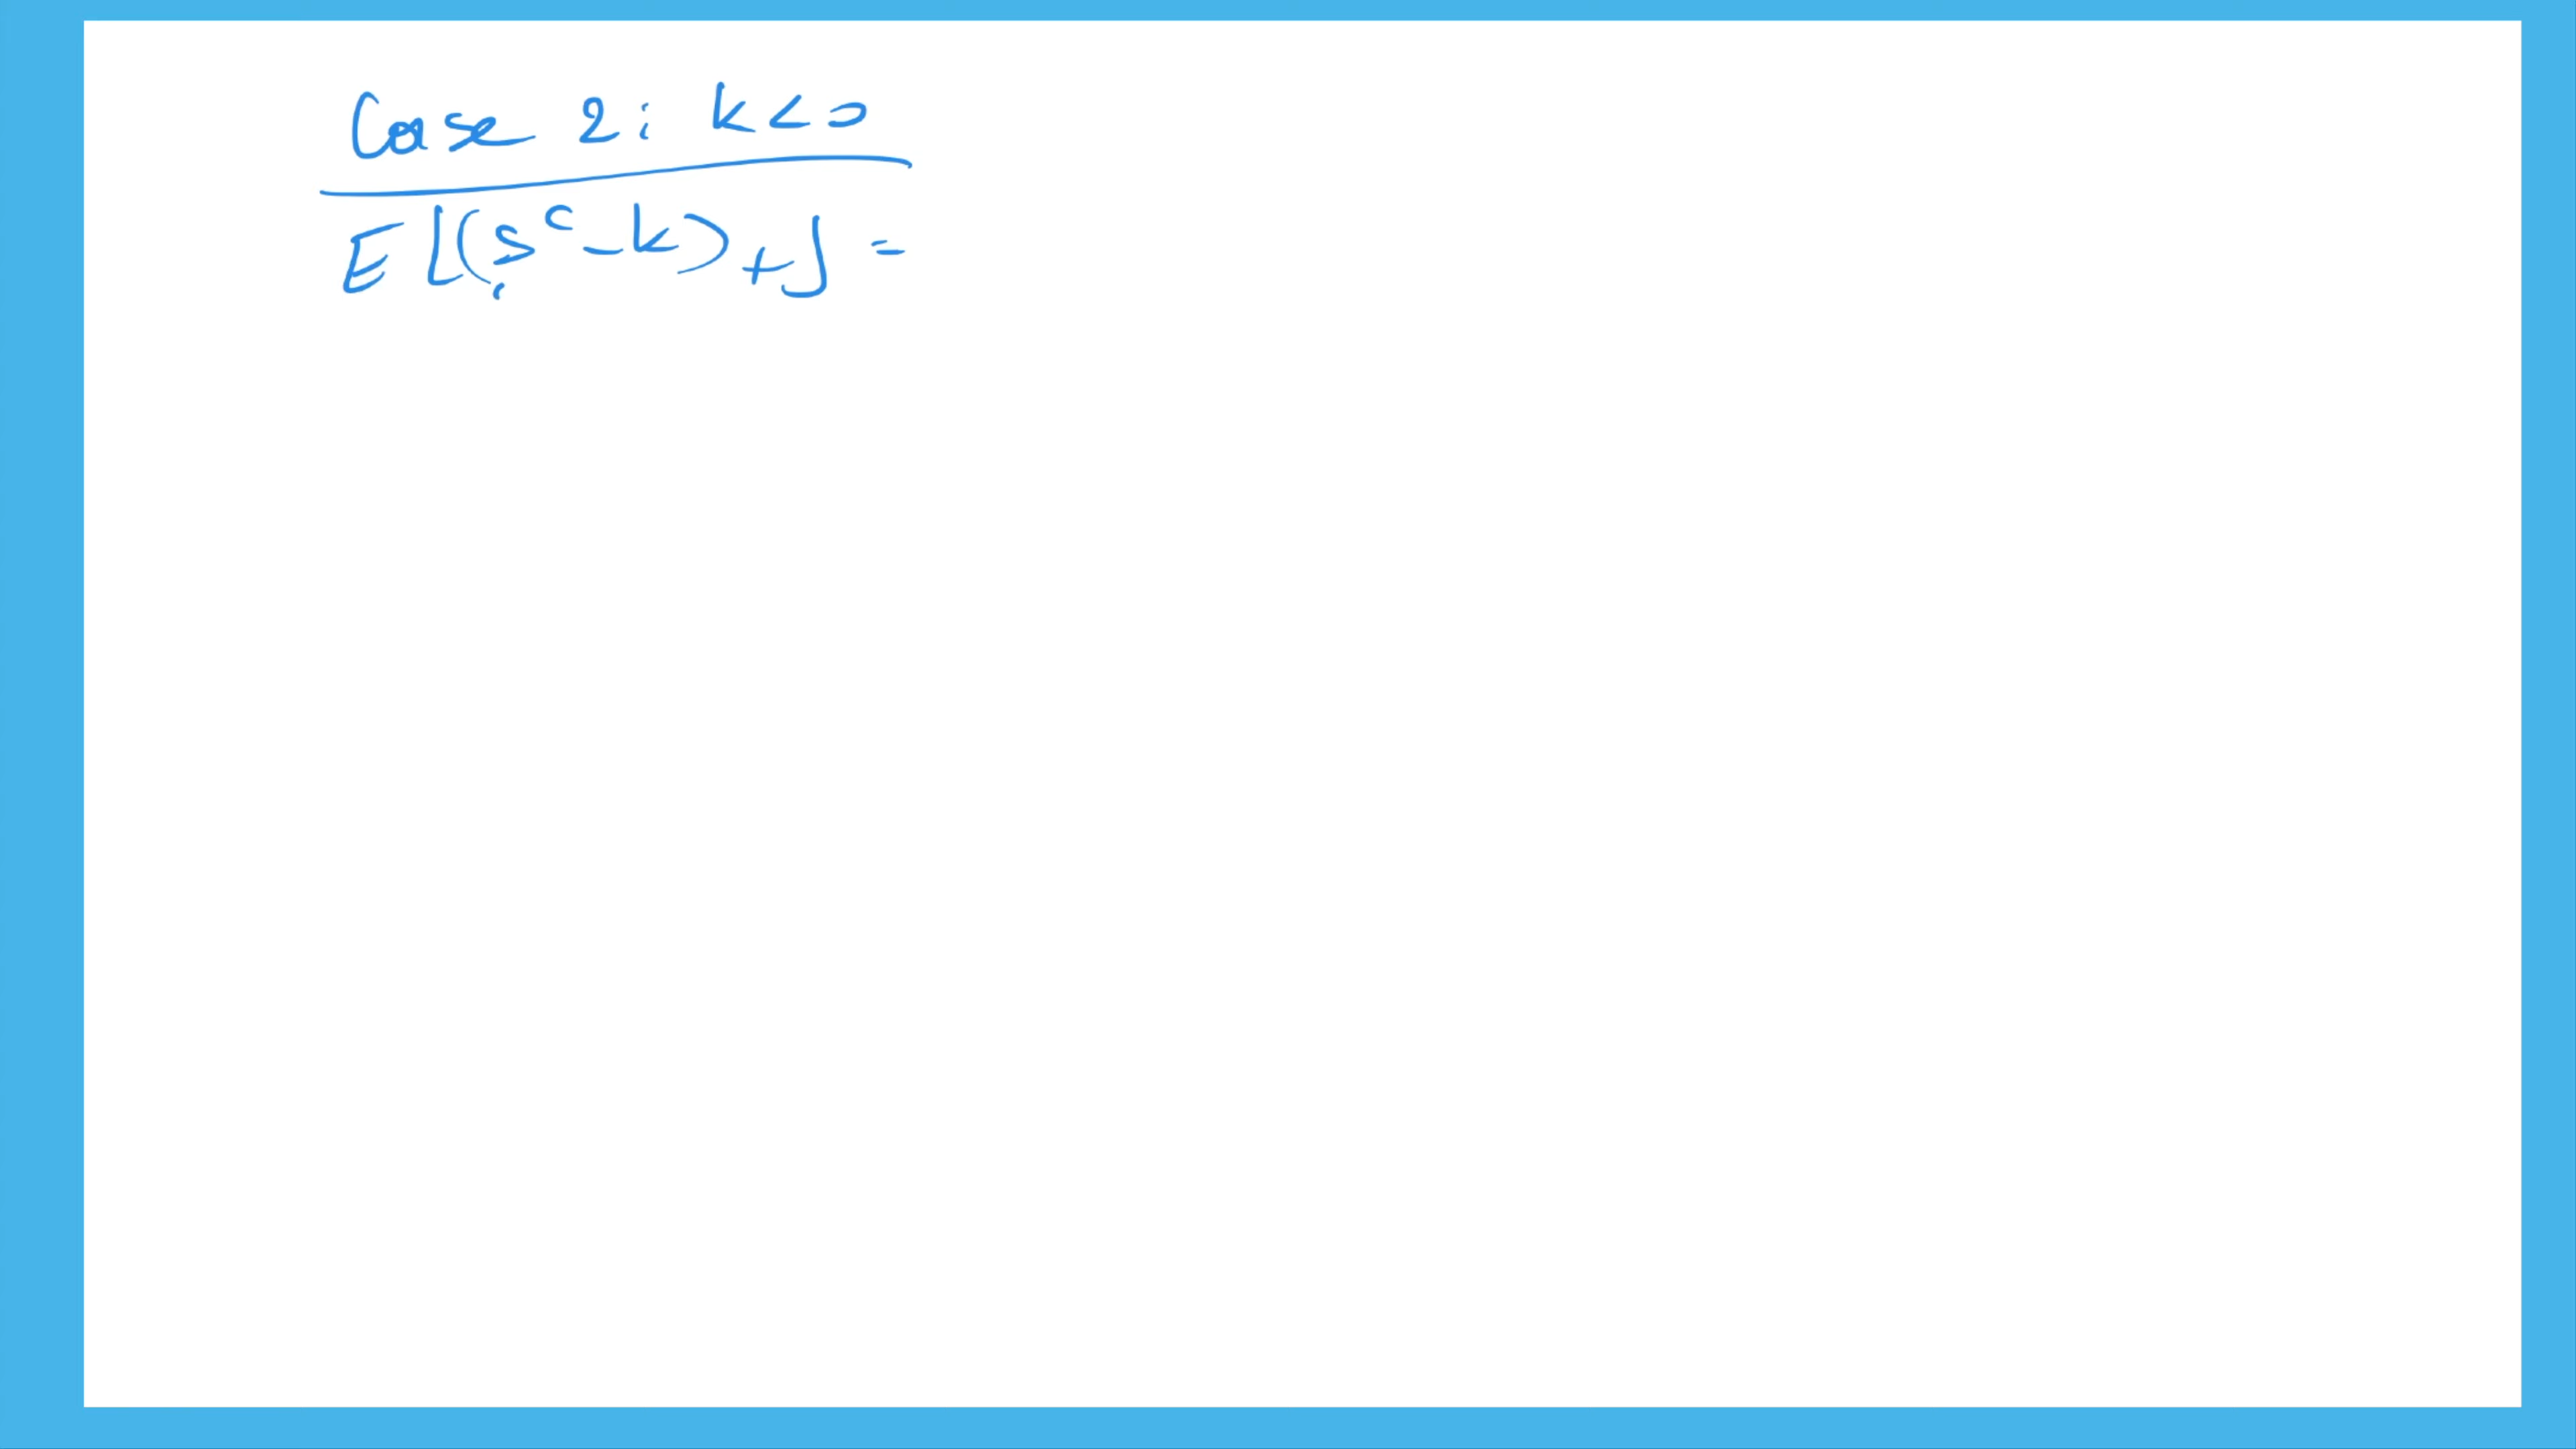 Case 2: k<0
E[(S^c-k)_+] =